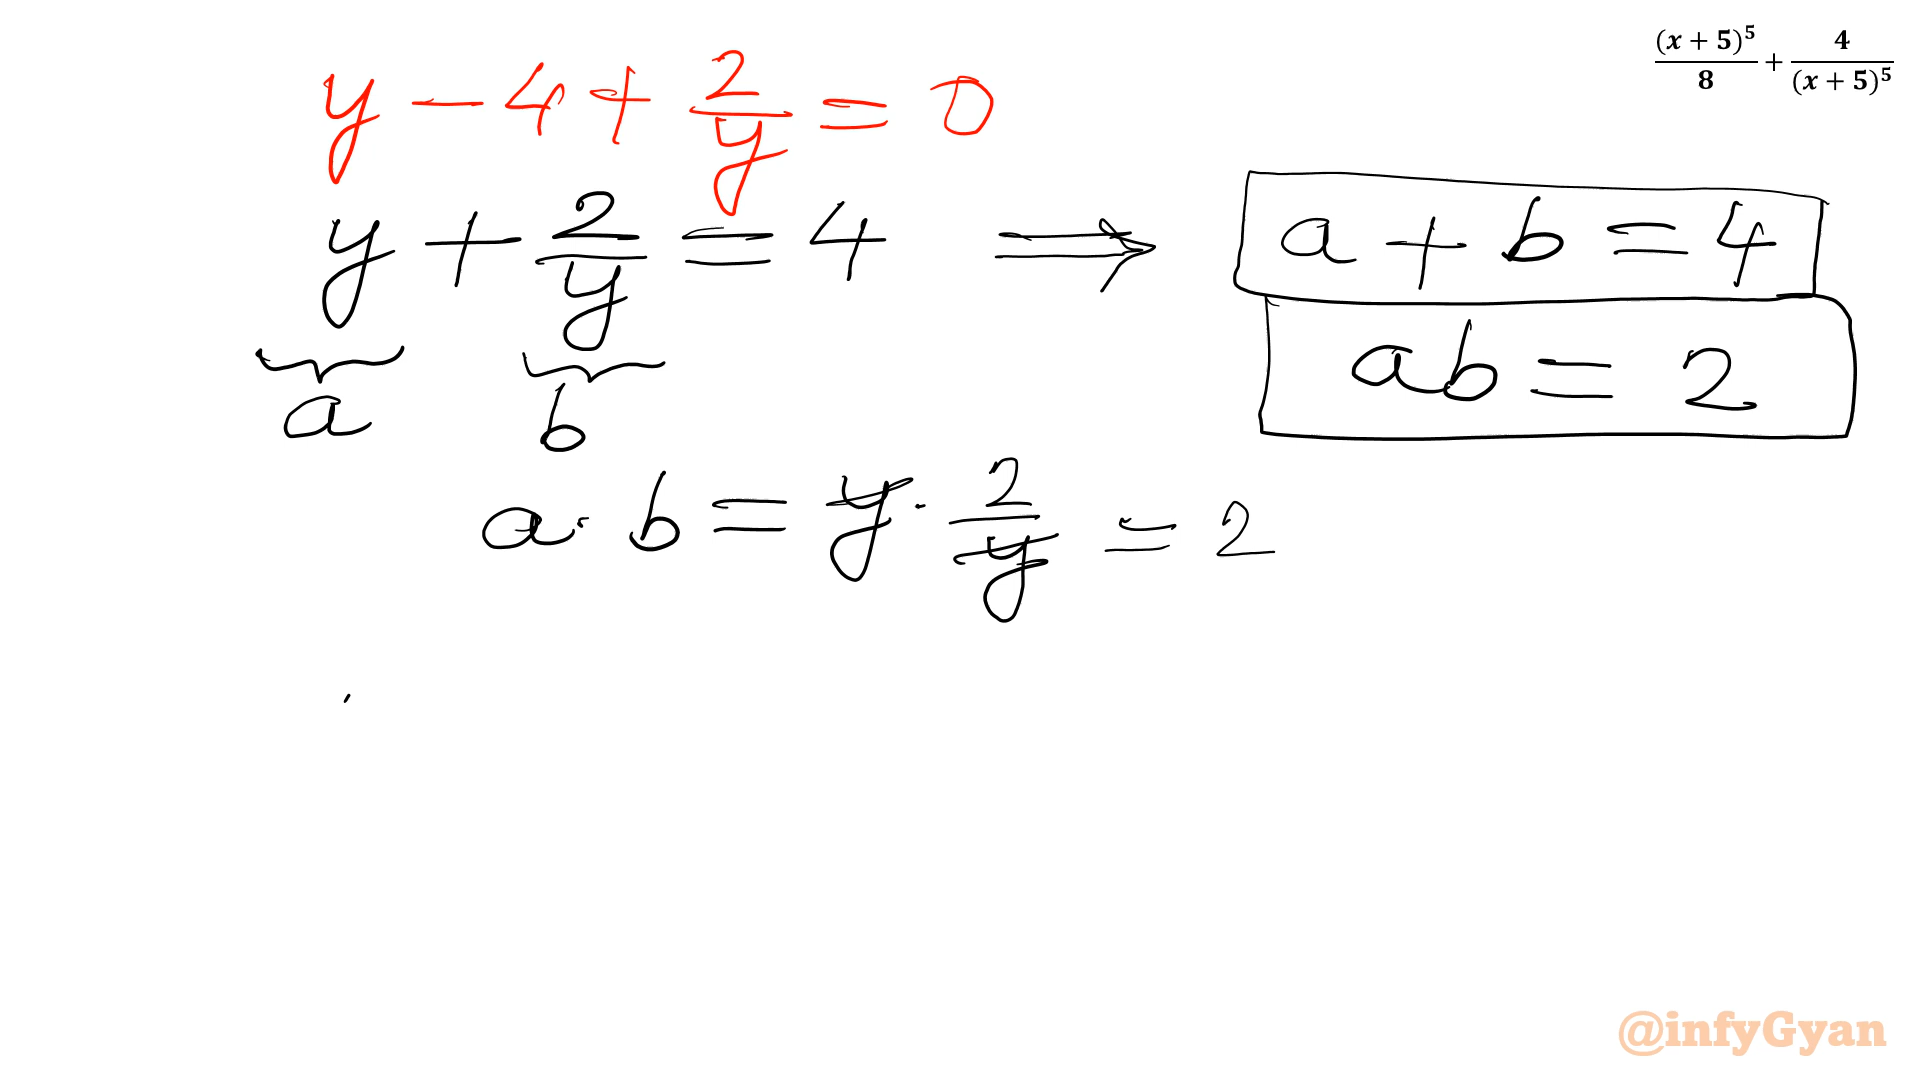 (x + 5)^5/8 + 4/(x + 5)^5
y - 4 + 2/y = 0
y + 2/y = 4 ⟹ a + b = 4
a b
ab = 2
a · b = y · 2/y = 2
@infyGyan